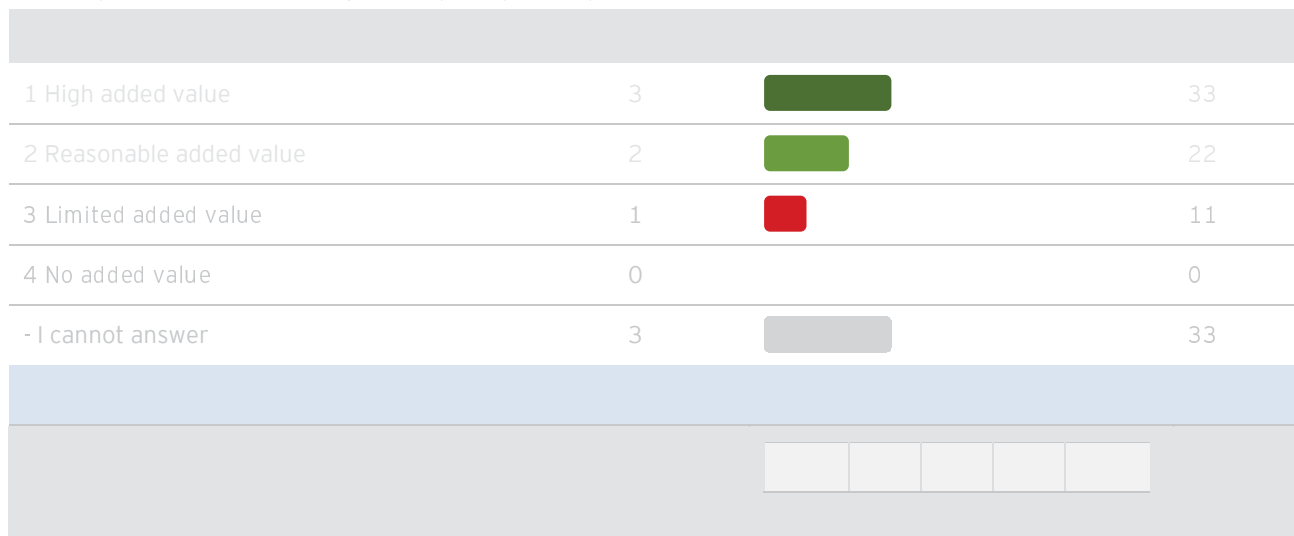 1 High added value 3 33
2 Reasonable added value 2 22
3 Limited added value 1 11
4 No added value 0 0
- I cannot answer 3 33